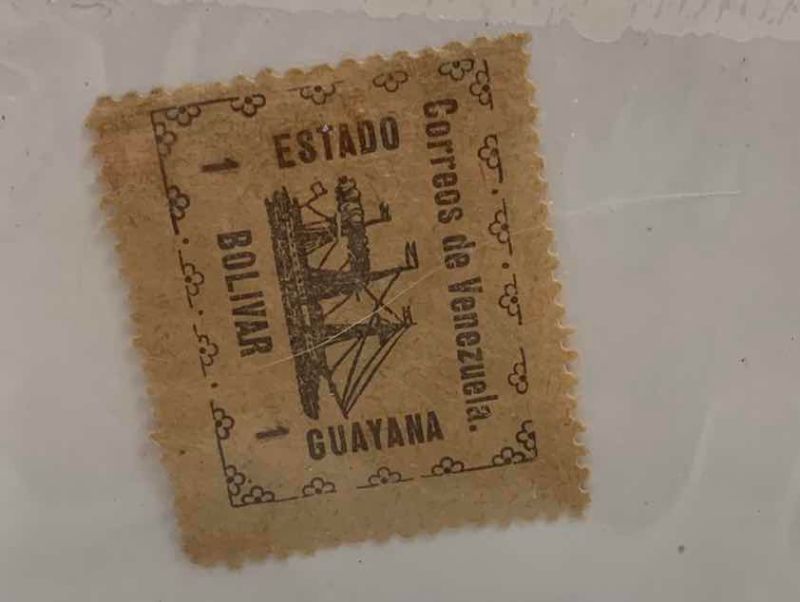 Correos de Venezuela.
ESTADO
GUAYANA
1
BOLIVAR
1